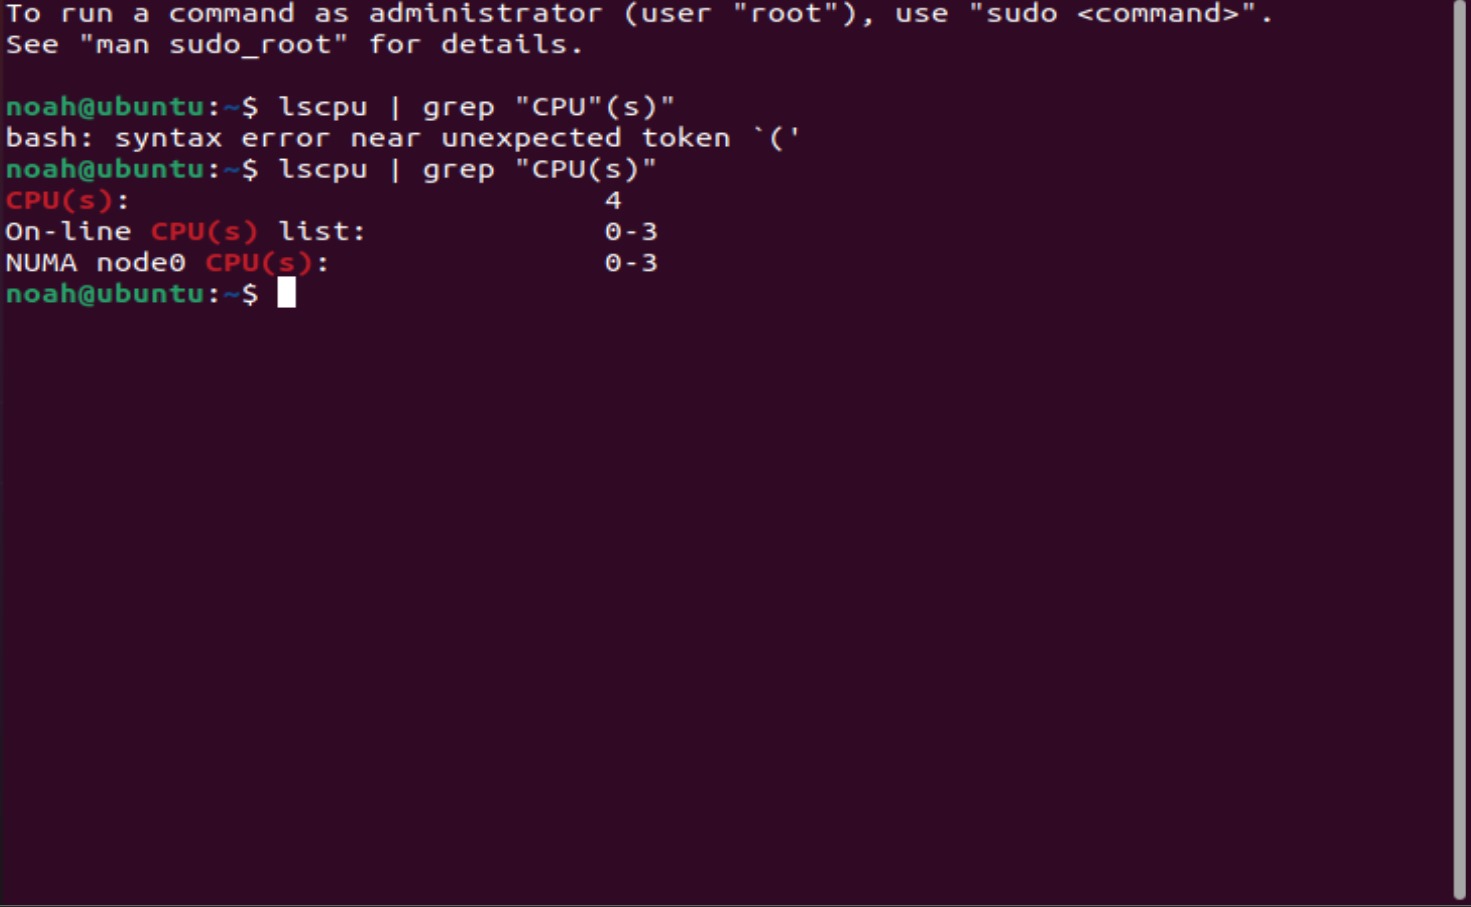 To run a command as administrator (user "root"), use "sudo <command>".
See "man sudo_root" for details.
noah@ubuntu:~$ lscpu | grep "CPU"(s)"
bash: syntax error near unexpected token `('
noah@ubuntu:~$ lscpu | grep "CPU(s)"
CPU(s): 4
On-line CPU(s) list: 0-3
NUMA node0 CPU(s): 0-3
noah@ubuntu:~$